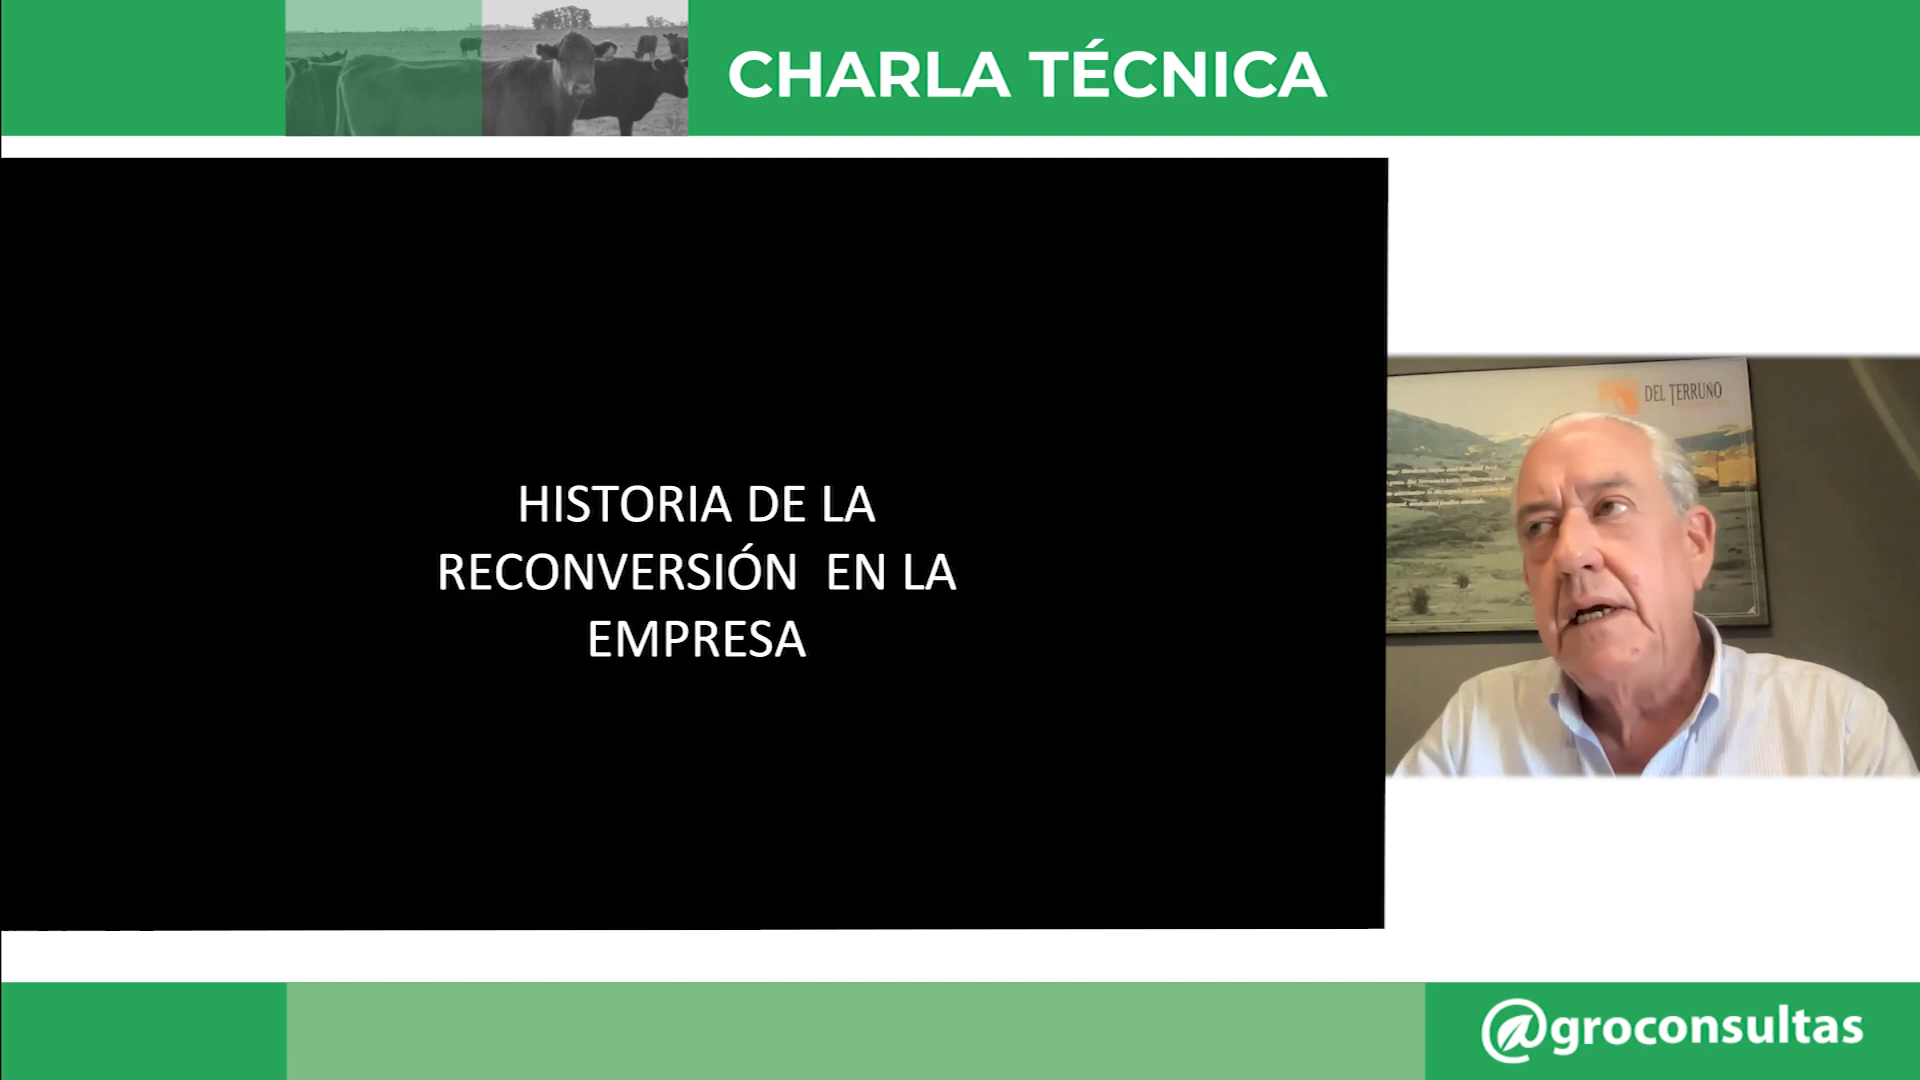 CHARLA TÉCNICA
HISTORIA DE LA
RECONVERSIÓN  EN LA
EMPRESA
DEL TERRUÑO
@groconsultas